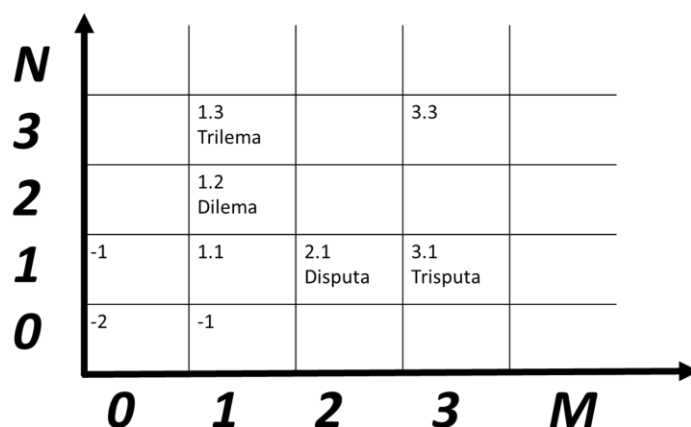 N
3
1.3
Trilema
3.3
2
1.2
Dilema
1
-1
1.1
2.1
Disputa
3.1
Trisputa
0
-2
-1
0 1 2 3 M